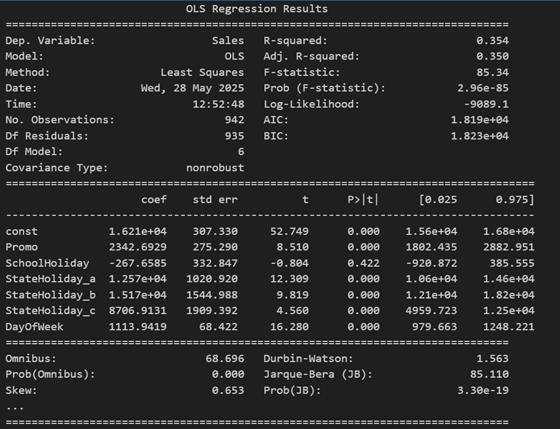 OLS Regression Results
==============================================================================
Dep. Variable: Sales R-squared: 0.354
Model: OLS Adj. R-squared: 0.350
Method: Least Squares F-statistic: 85.34
Date: Wed, 28 May 2025 Prob (F-statistic): 2.96e-85
Time: 12:52:48 Log-Likelihood: -9089.1
No. Observations: 942 AIC: 1.819e+04
Df Residuals: 935 BIC: 1.823e+04
Df Model: 6
Covariance Type: nonrobust
==================================================================================
coef std err t P>|t| [0.025 0.975]
----------------------------------------------------------------------------------
const 1.621e+04 307.330 52.749 0.000 1.56e+04 1.68e+04
Promo 2342.6929 275.290 8.510 0.000 1802.435 2882.951
SchoolHoliday -267.6585 332.847 -0.804 0.422 -920.872 385.555
StateHoliday_a 1.257e+04 1020.920 12.309 0.000 1.06e+04 1.46e+04
StateHoliday_b 1.517e+04 1544.988 9.819 0.000 1.21e+04 1.82e+04
StateHoliday_c 8706.9131 1909.392 4.560 0.000 4959.723 1.25e+04
DayOfWeek 1113.9419 68.422 16.280 0.000 979.663 1248.221
==============================================================================
Omnibus: 68.696 Durbin-Watson: 1.563
Prob(Omnibus): 0.000 Jarque-Bera (JB): 85.110
Skew: 0.653 Prob(JB): 3.30e-19
...
==============================================================================